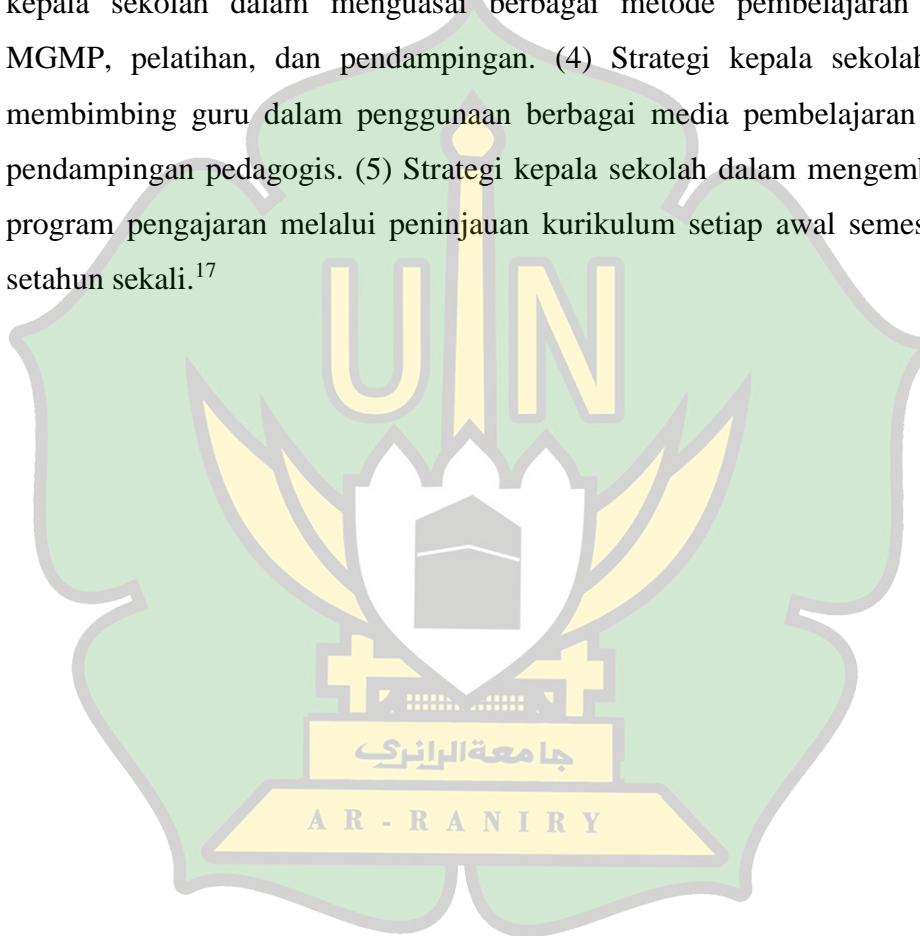 kepala sekolah dalam menguasai berbagai metode pembelajaran
MGMP, pelatihan, dan pendampingan. (4) Strategi kepala sekolah
membimbing guru dalam penggunaan berbagai media pembelajaran
pendampingan pedagogis. (5) Strategi kepala sekolah dalam mengemb
program pengajaran melalui peninjauan kurikulum setiap awal semes
setahun sekali.17
UIN
جامعة الرانري
AR-RANIRY